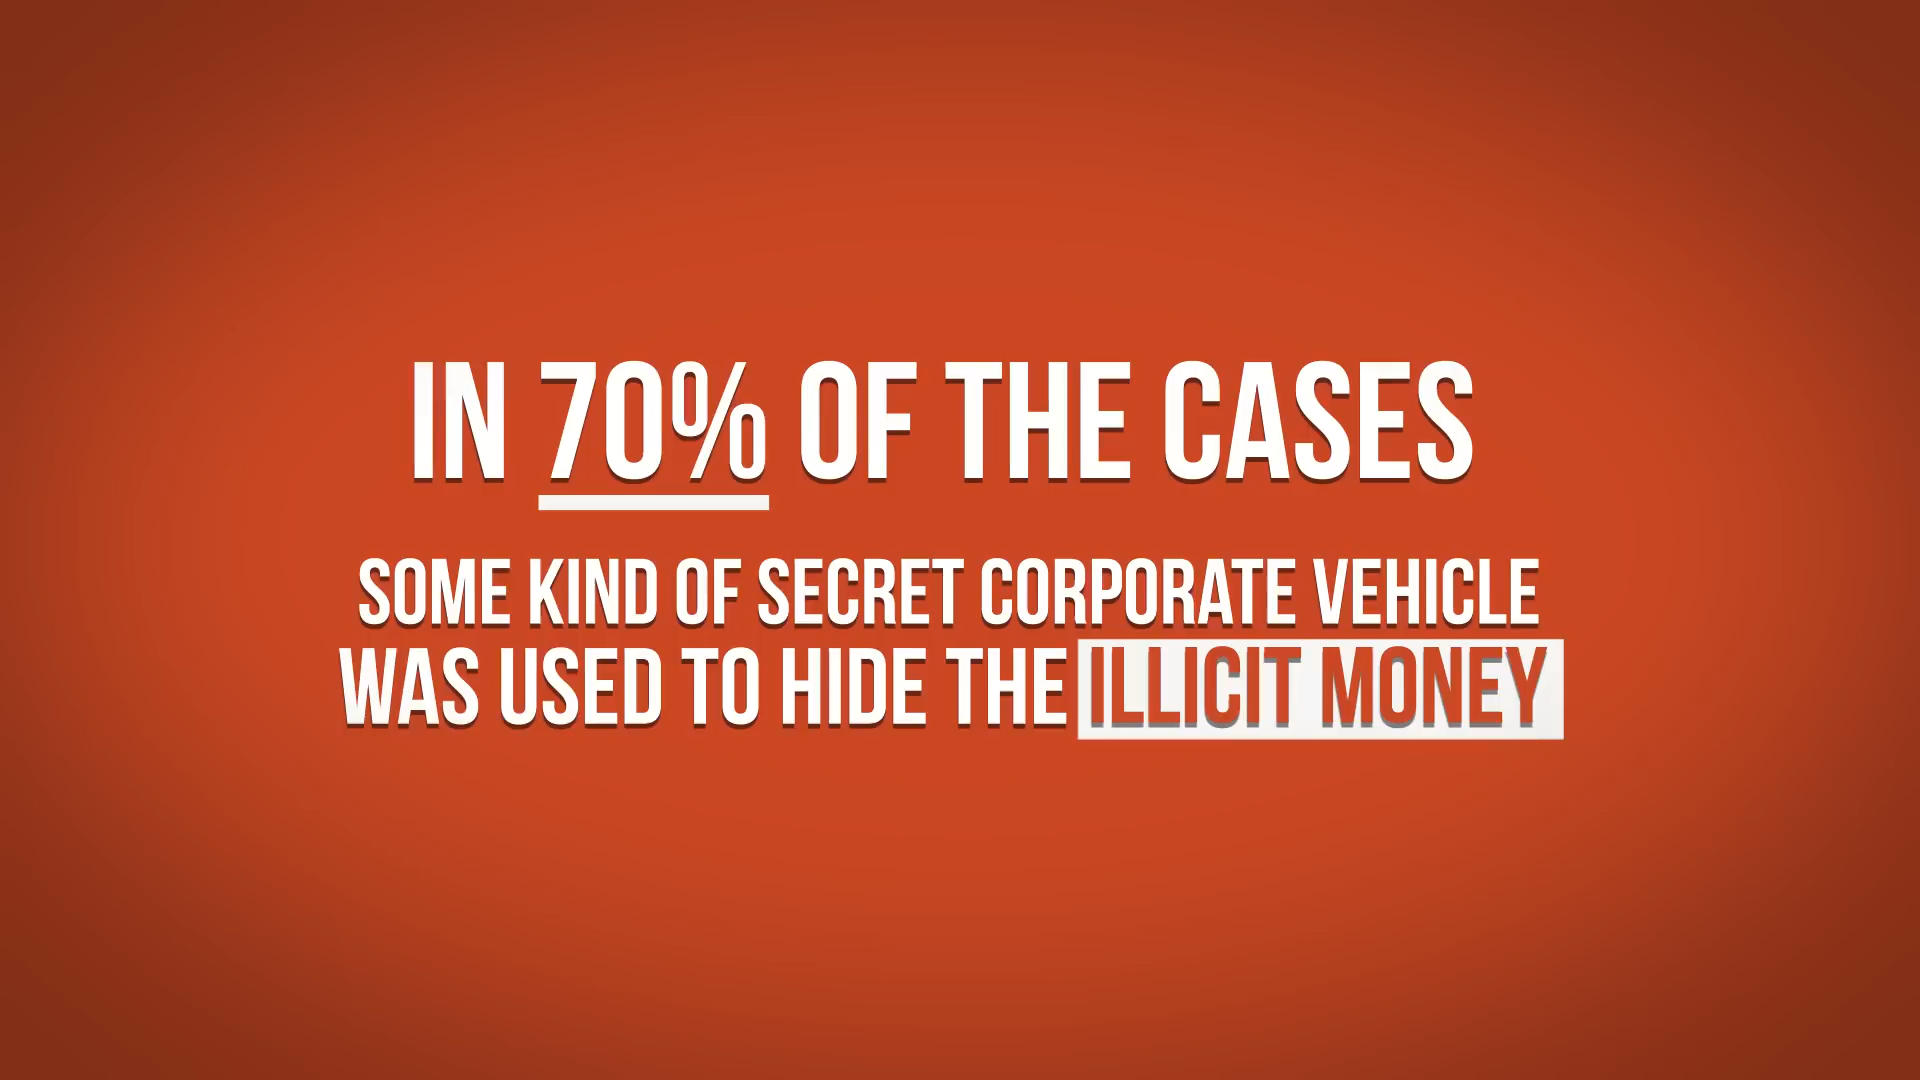 IN 70% OF THE CASES
SOME KIND OF SECRET CORPORATE VEHICLE
WAS USED TO HIDE THE ILLICIT MONEY